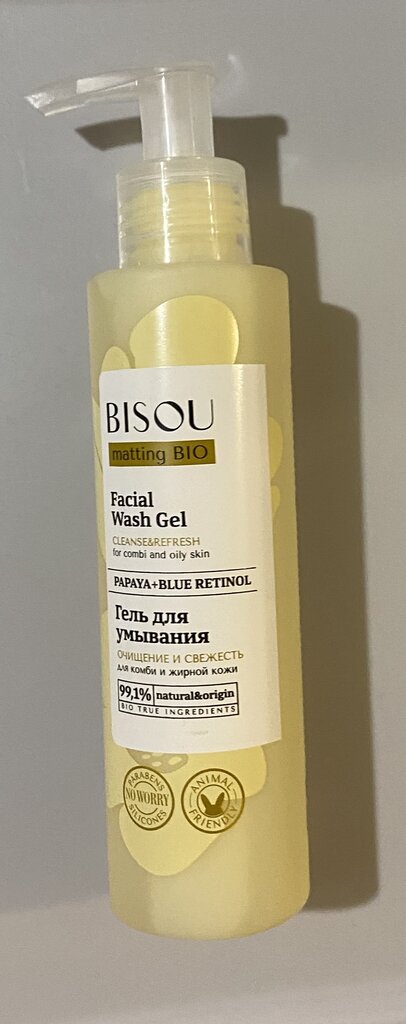 BISOU
matting BIO
Facial
Wash Gel
CLEANSE&REFRESH
for combi and oily skin
PAPAYA+BLUE RETINOL
Гель для
умывания
ОЧИЩЕНИЕ И СВЕЖЕСТЬ
для комби и жирной кожи
99,1% natural&origin
BIO TRUE INGREDIENTS
PARABENS
NO WORRY
SILICONES
ANIMAL
FRIENDLY